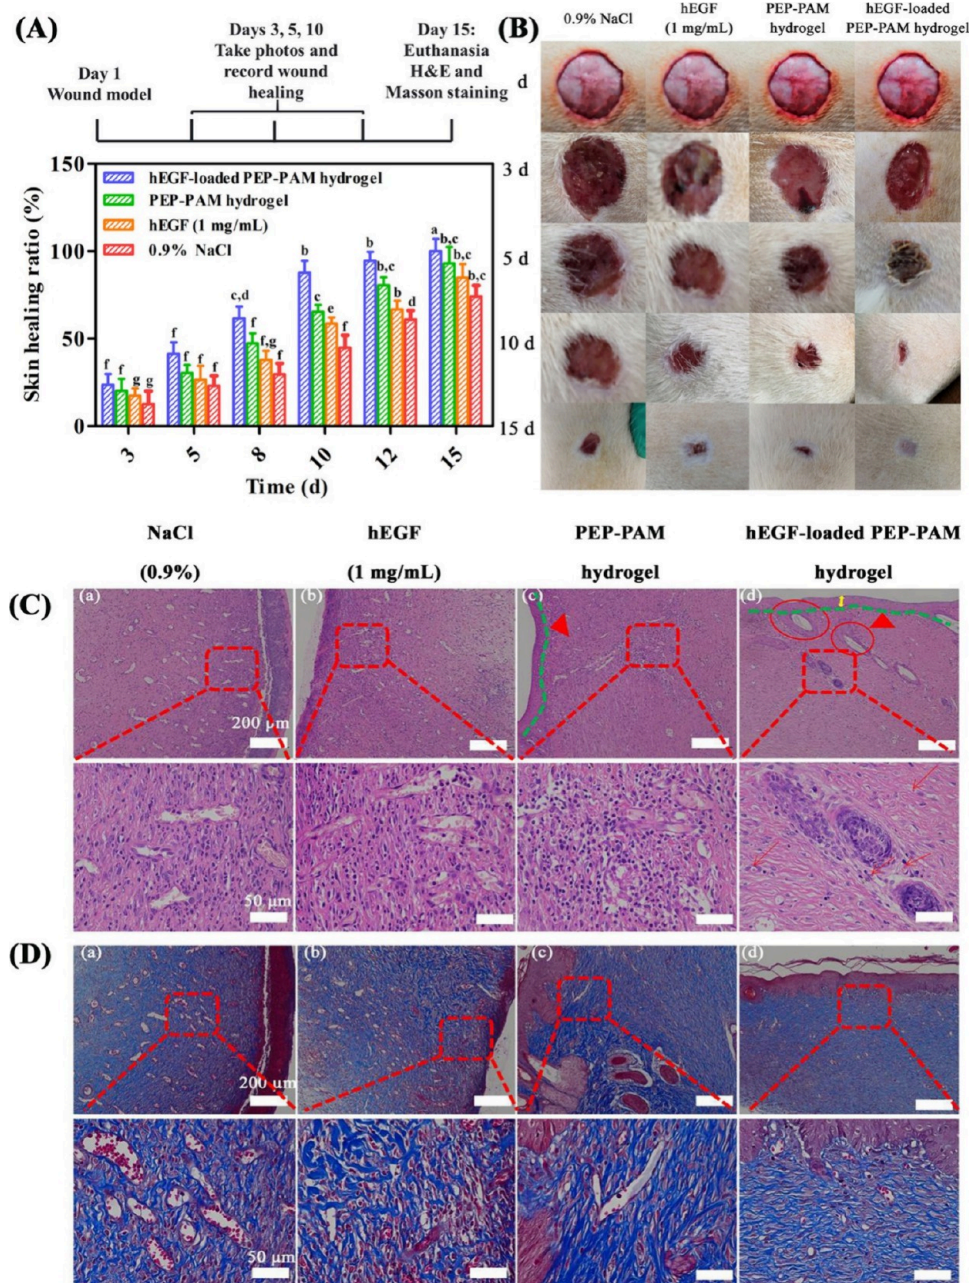 (A)
Day 1
Wound model
Days 3, 5, 10
Take photos and
record wound
healing
Day 15:
Euthanasia
H&E and
Masson staining
Skin healing ratio (%)
150
100
50
0
hEGF-loaded PEP-PAM hydrogel
PEP-PAM hydrogel
hEGF (1 mg/mL)
0.9% NaCl
f f g g
f f f f
c,d f f,g f
b c e f
b b,c b d
a b,c b,c b,c
3 5 8 10 12 15
Time (d)
(B)
0.9% NaCl
hEGF
(1 mg/mL)
PEP-PAM
hydrogel
hEGF-loaded
PEP-PAM hydrogel
d
3 d
5 d
10 d
15 d
NaCl
(0.9%)
hEGF
(1 mg/mL)
PEP-PAM
hydrogel
hEGF-loaded PEP-PAM
hydrogel
(C)
(a) (b) (c) (d)
200 μm
50 μm
(D)
(a) (b) (c) (d)
200 μm
50 μm